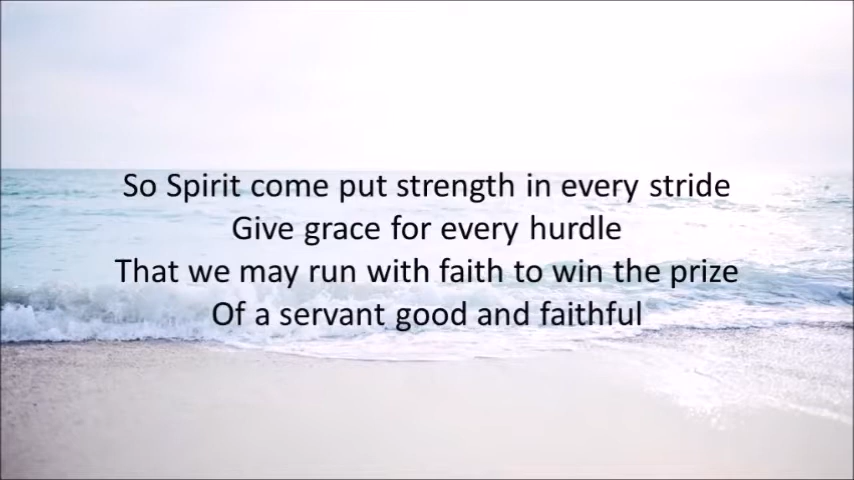 So Spirit come put strength in every stride
Give grace for every hurdle
That we may run with faith to win the prize
Of a servant good and faithful